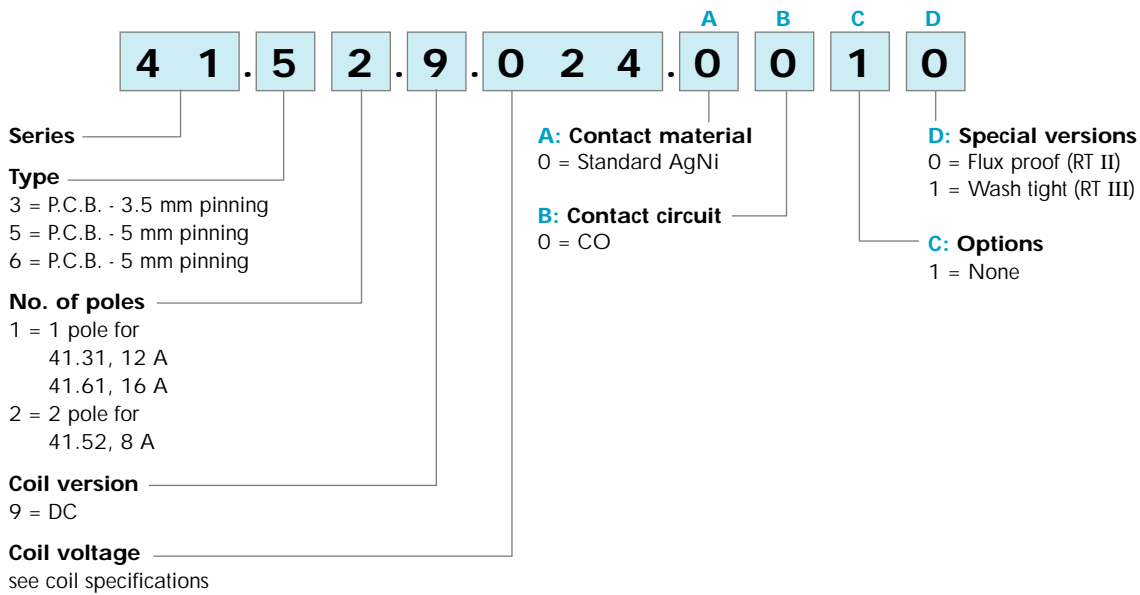 A B C D
4 1 . 5 2 . 9 . 0 2 4 . 0 0 1 0
Series
Type
3 = P.C.B. - 3.5 mm pinning
5 = P.C.B. - 5 mm pinning
6 = P.C.B. - 5 mm pinning
No. of poles
1 = 1 pole for
41.31, 12 A
41.61, 16 A
2 = 2 pole for
41.52, 8 A
Coil version
9 = DC
Coil voltage
see coil specifications
A: Contact material
0 = Standard AgNi
B: Contact circuit
0 = CO
D: Special versions
0 = Flux proof (RT II)
1 = Wash tight (RT III)
C: Options
1 = None